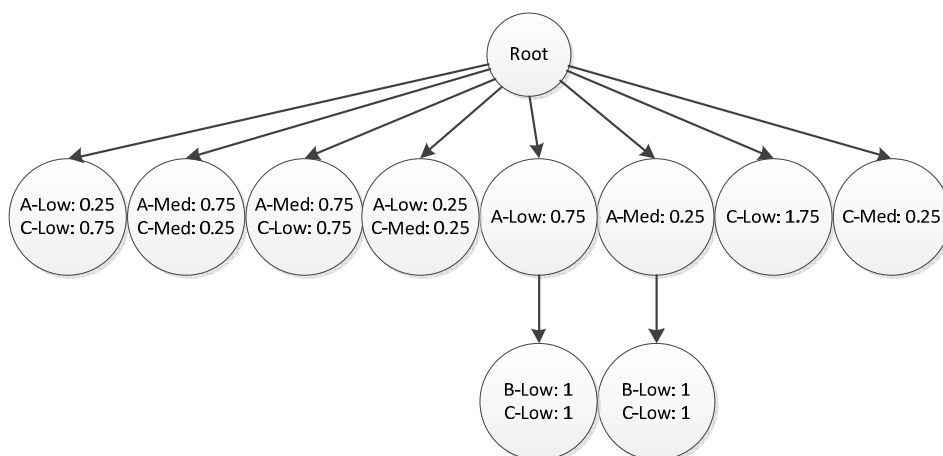 Root
A-Low: 0.25
C-Low: 0.75
A-Med: 0.75
C-Med: 0.25
A-Med: 0.75
C-Low: 0.75
A-Low: 0.25
C-Med: 0.25
A-Low: 0.75
A-Med: 0.25
C-Low: 1.75
C-Med: 0.25
B-Low: 1
C-Low: 1
B-Low: 1
C-Low: 1